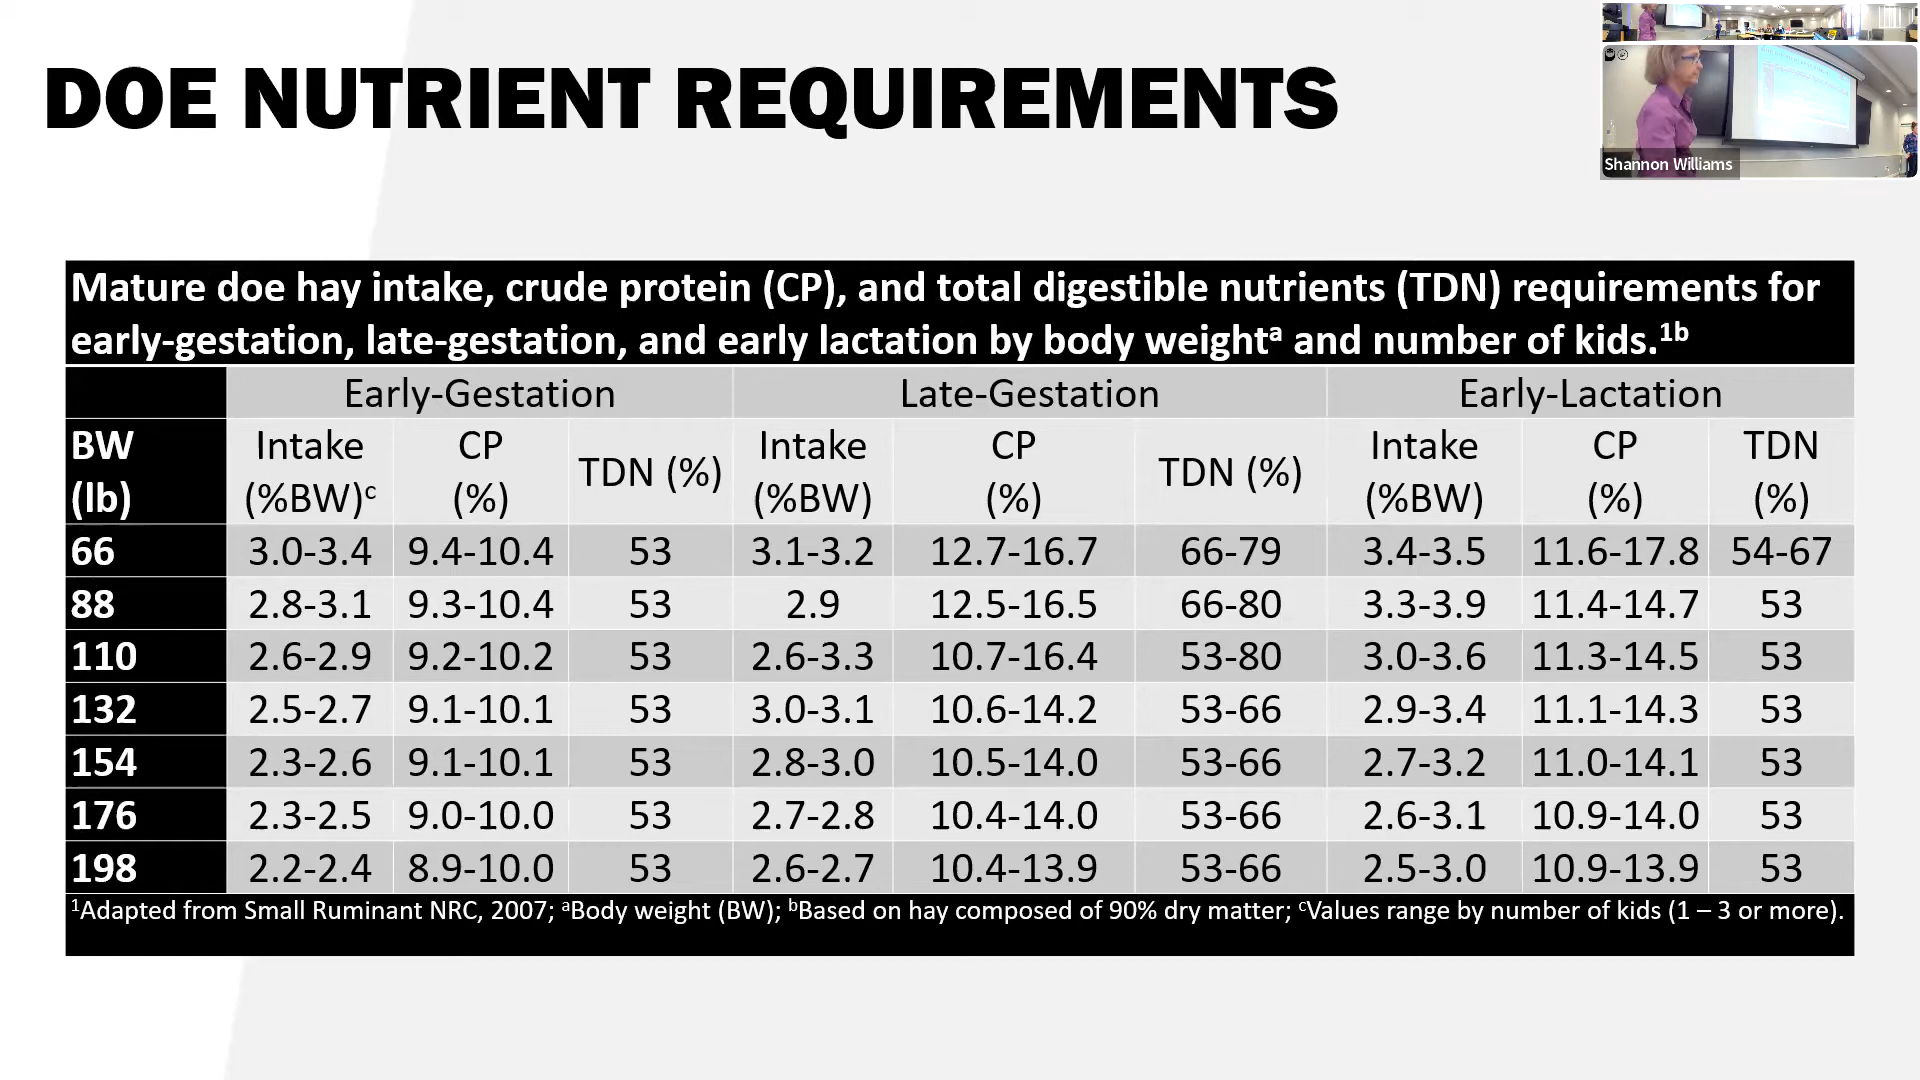 DOE NUTRIENT REQUIREMENTS
Shannon Williams
Mature doe hay intake, crude protein (CP), and total digestible nutrients (TDN) requirements for
early-gestation, late-gestation, and early lactation by body weightᵃ and number of kids.¹ᵇ
Early-Gestation Late-Gestation Early-Lactation
BW (lb) Intake (%BW)ᶜ CP (%) TDN (%) Intake (%BW) CP (%) TDN (%) Intake (%BW) CP (%) TDN (%)
66 3.0-3.4 9.4-10.4 53 3.1-3.2 12.7-16.7 66-79 3.4-3.5 11.6-17.8 54-67
88 2.8-3.1 9.3-10.4 53 2.9 12.5-16.5 66-80 3.3-3.9 11.4-14.7 53
110 2.6-2.9 9.2-10.2 53 2.6-3.3 10.7-16.4 53-80 3.0-3.6 11.3-14.5 53
132 2.5-2.7 9.1-10.1 53 3.0-3.1 10.6-14.2 53-66 2.9-3.4 11.1-14.3 53
154 2.3-2.6 9.1-10.1 53 2.8-3.0 10.5-14.0 53-66 2.7-3.2 11.0-14.1 53
176 2.3-2.5 9.0-10.0 53 2.7-2.8 10.4-14.0 53-66 2.6-3.1 10.9-14.0 53
198 2.2-2.4 8.9-10.0 53 2.6-2.7 10.4-13.9 53-66 2.5-3.0 10.9-13.9 53
¹Adapted from Small Ruminant NRC, 2007; ᵃBody weight (BW); ᵇBased on hay composed of 90% dry matter; ᶜValues range by number of kids (1 – 3 or more).